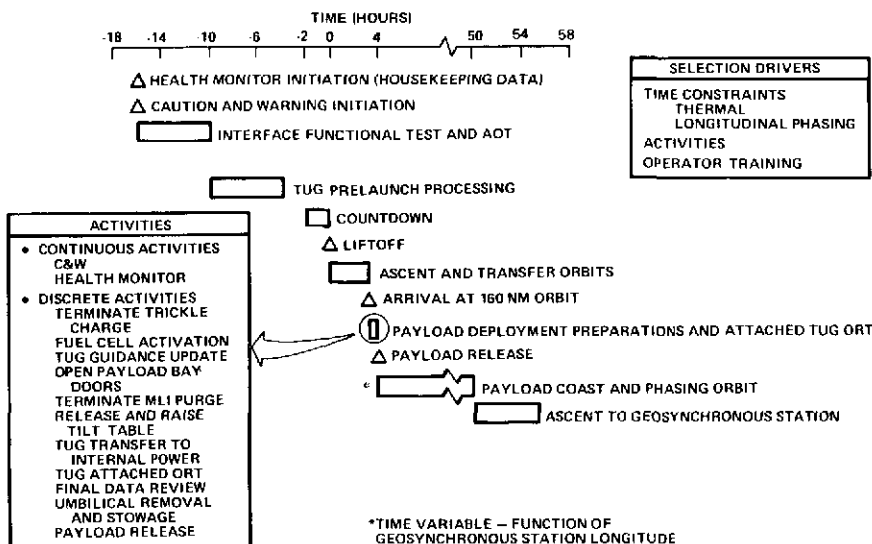 TIME (HOURS)
-18 -14 -10 -6 -2 0 4 50 54 58
HEALTH MONITOR INITIATION (HOUSEKEEPING DATA)
CAUTION AND WARNING INITIATION
INTERFACE FUNCTIONAL TEST AND AOT
TUG PRELAUNCH PROCESSING
COUNTDOWN
LIFTOFF
ASCENT AND TRANSFER ORBITS
ARRIVAL AT 160 NM ORBIT
PAYLOAD DEPLOYMENT PREPARATIONS AND ATTACHED TUG ORT
PAYLOAD RELEASE
* PAYLOAD COAST AND PHASING ORBIT
ASCENT TO GEOSYNCHRONOUS STATION
SELECTION DRIVERS
TIME CONSTRAINTS
THERMAL
LONGITUDINAL PHASING
ACTIVITIES
OPERATOR TRAINING
ACTIVITIES
• CONTINUOUS ACTIVITIES
C&W
HEALTH MONITOR
• DISCRETE ACTIVITIES
TERMINATE TRICKLE
CHARGE
FUEL CELL ACTIVATION
TUG GUIDANCE UPDATE
OPEN PAYLOAD BAY
DOORS
TERMINATE MLI PURGE
RELEASE AND RAISE
TILT TABLE
TUG TRANSFER TO
INTERNAL POWER
TUG ATTACHED ORT
FINAL DATA REVIEW
UMBILICAL REMOVAL
AND STOWAGE
PAYLOAD RELEASE
*TIME VARIABLE – FUNCTION OF
GEOSYNCHRONOUS STATION LONGITUDE